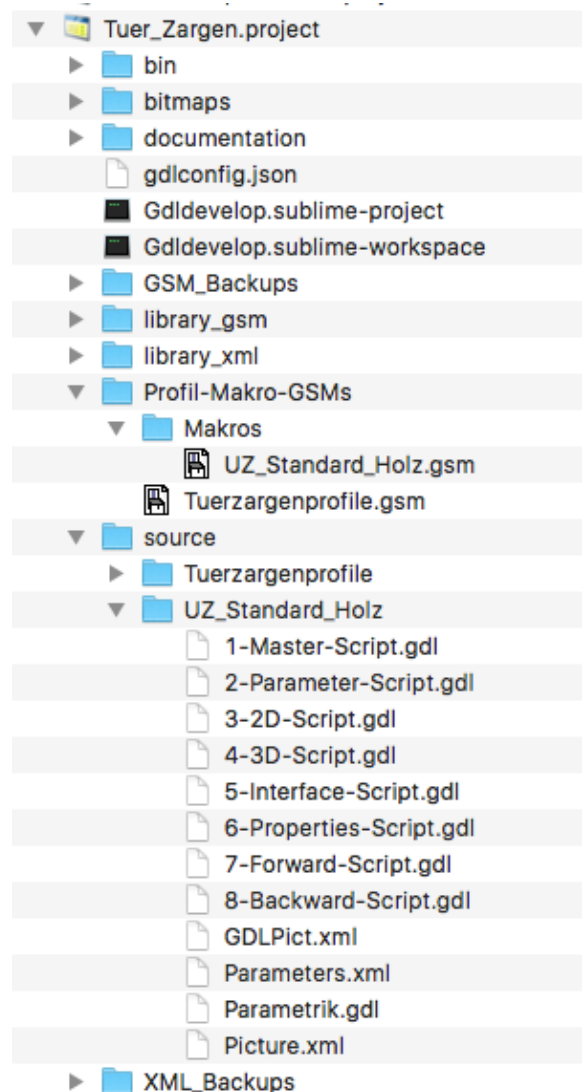 Tuer_Zargen.project
bin
bitmaps
documentation
gdlconfig.json
Gdldevelop.sublime-project
Gdldevelop.sublime-workspace
GSM_Backups
library_gsm
library_xml
Profil-Makro-GSMs
Makros
UZ_Standard_Holz.gsm
Tuerzargenprofile.gsm
source
Tuerzargenprofile
UZ_Standard_Holz
1-Master-Script.gdl
2-Parameter-Script.gdl
3-2D-Script.gdl
4-3D-Script.gdl
5-Interface-Script.gdl
6-Properties-Script.gdl
7-Forward-Script.gdl
8-Backward-Script.gdl
GDLPict.xml
Parameters.xml
Parametrik.gdl
Picture.xml
XML_Backups